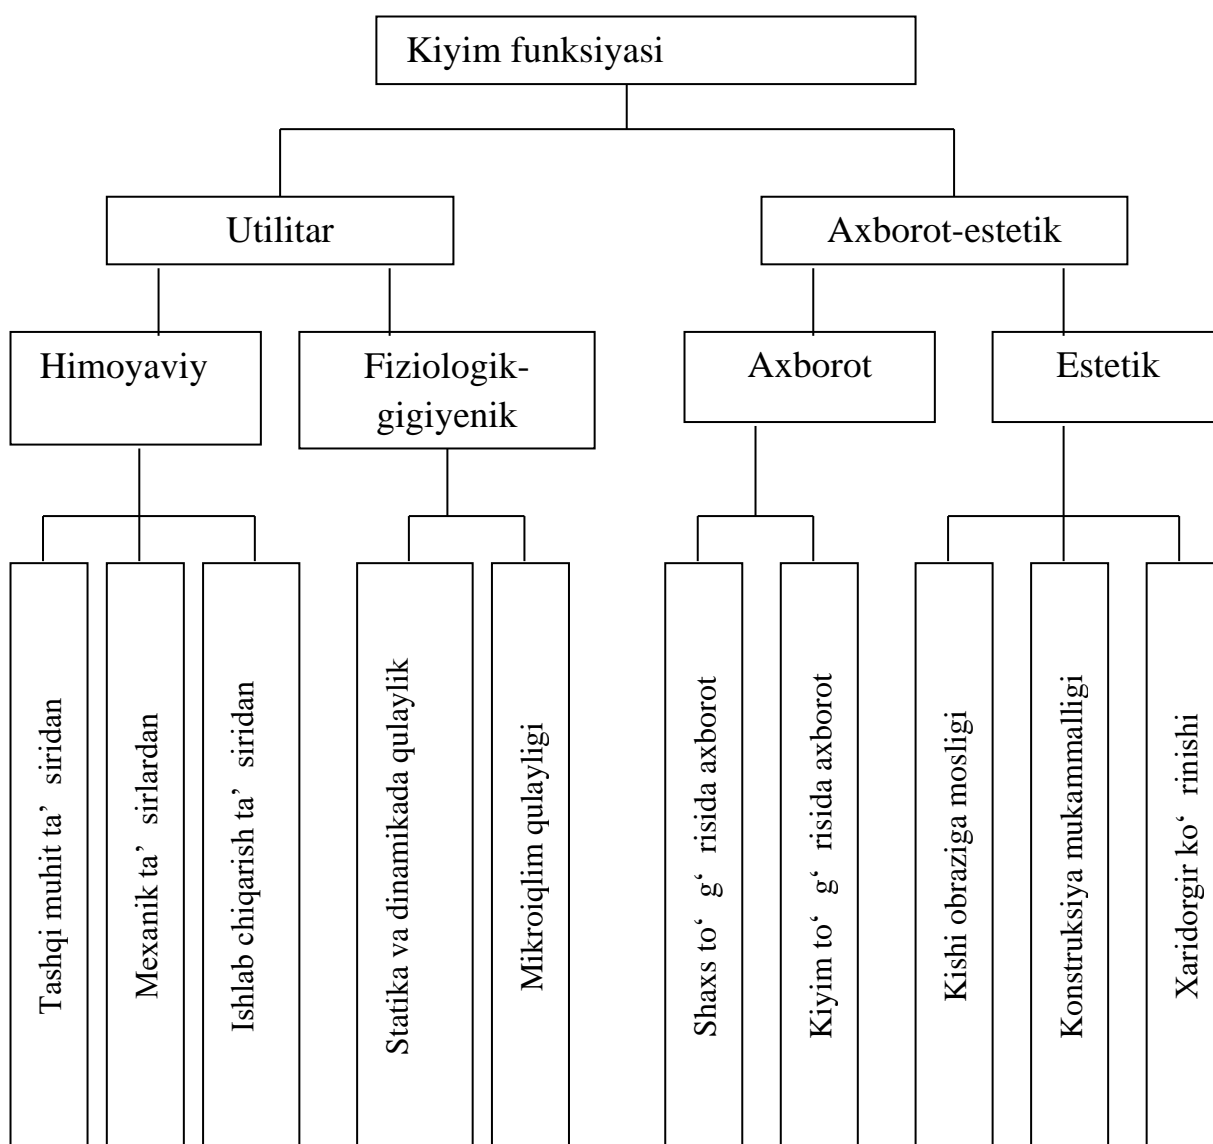 Kiyim funksiyasi
Utilitar
Axborot-estetik
Himoyaviy
Fiziologik-
gigiyenik
Axborot
Estetik
Tashqi muhit ta’ siridan
Mexanik ta’ sirlardan
Ishlab chiqarish ta’ siridan
Statika va dinamikada qulaylik
Mikroiqlim qulayligi
Shaxs to‘ g‘ risida axborot
Kiyim to‘ g‘ risida axborot
Kishi obraziga mosligi
Konstruksiya mukammalligi
Xaridorgir ko‘ rinishi